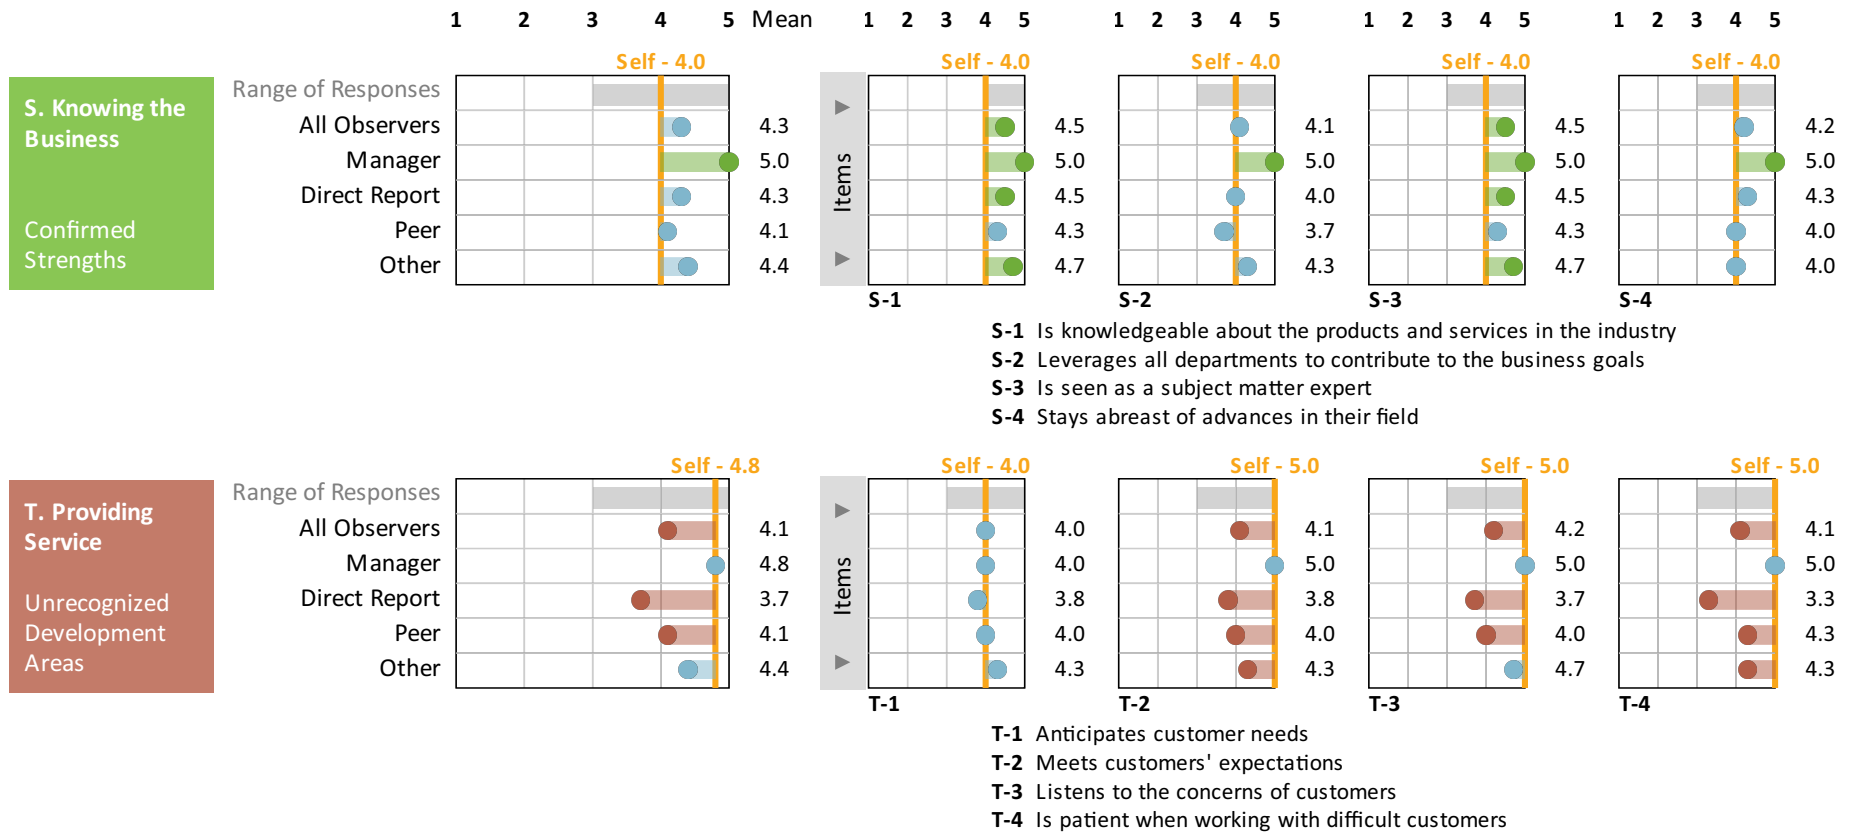 1 2 3 4 5 Mean 1 2 3 4 5 1 2 3 4 5 1 2 3 4 5 1 2 3 4 5
Self - 4.0 Self - 4.0 Self - 4.0 Self - 4.0 Self - 4.0
S. Knowing the
Business
Confirmed
Strengths
Range of Responses
All Observers 4.3 4.5 4.1 4.5 4.2
Manager 5.0 5.0 5.0 5.0 5.0
Direct Report 4.3 4.5 4.0 4.5 4.3
Peer 4.1 4.3 3.7 4.3 4.0
Other 4.4 4.7 4.3 4.7 4.0
Items
S-1 S-2 S-3 S-4
S-1 Is knowledgeable about the products and services in the industry
S-2 Leverages all departments to contribute to the business goals
S-3 Is seen as a subject matter expert
S-4 Stays abreast of advances in their field
Self - 4.8 Self - 4.0 Self - 5.0 Self - 5.0 Self - 5.0
T. Providing
Service
Unrecognized
Development
Areas
Range of Responses
All Observers 4.1 4.0 4.1 4.2 4.1
Manager 4.8 4.0 5.0 5.0 5.0
Direct Report 3.7 3.8 3.8 3.7 3.3
Peer 4.1 4.0 4.0 4.0 4.3
Other 4.4 4.3 4.3 4.7 4.3
Items
T-1 T-2 T-3 T-4
T-1 Anticipates customer needs
T-2 Meets customers' expectations
T-3 Listens to the concerns of customers
T-4 Is patient when working with difficult customers